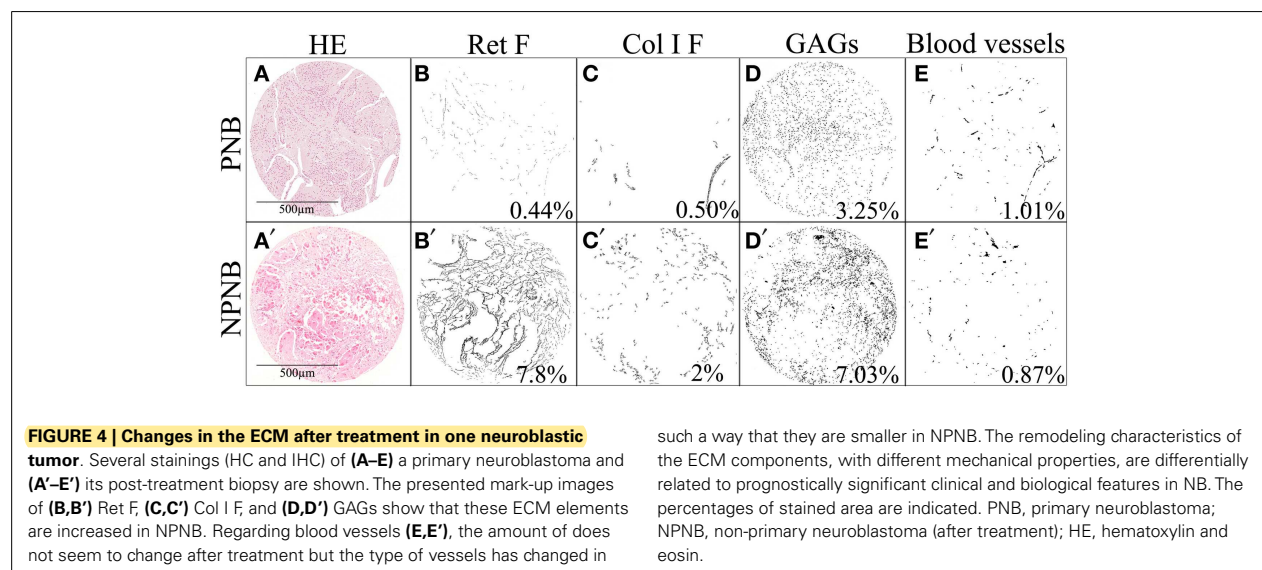 HE Ret F Col I F GAGs Blood vessels
PNB
A B C D E
500µm
0.44% 0.50% 3.25% 1.01%
NPNB
A′ B′ C′ D′ E′
500µm
7.8% 2% 7.03% 0.87%
FIGURE 4 | Changes in the ECM after treatment in one neuroblastic
tumor. Several stainings (HC and IHC) of (A–E) a primary neuroblastoma and
(A′–E′) its post-treatment biopsy are shown. The presented mark-up images
of (B,B′) Ret F, (C,C′) Col I F, and (D,D′) GAGs show that these ECM elements
are increased in NPNB. Regarding blood vessels (E,E′), the amount of does
not seem to change after treatment but the type of vessels has changed in
such a way that they are smaller in NPNB. The remodeling characteristics of
the ECM components, with different mechanical properties, are differentially
related to prognostically significant clinical and biological features in NB. The
percentages of stained area are indicated. PNB, primary neuroblastoma;
NPNB, non-primary neuroblastoma (after treatment); HE, hematoxylin and
eosin.